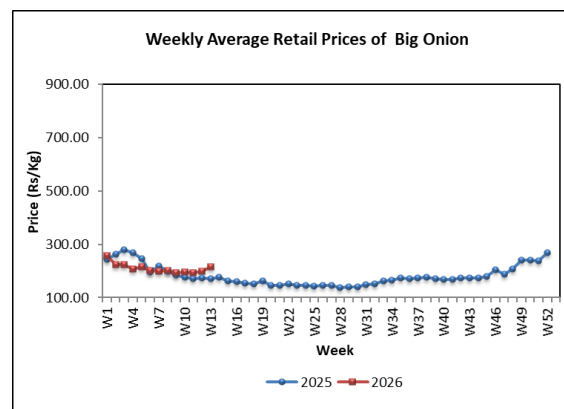 Weekly Average Retail Prices of Big Onion
Price (Rs/Kg)
900.00
700.00
500.00
300.00
100.00
W1
W4
W7
W10
W13
W16
W19
W22
W25
W28
W31
W34
W37
W40
W43
W46
W49
W52
Week
2025
2026